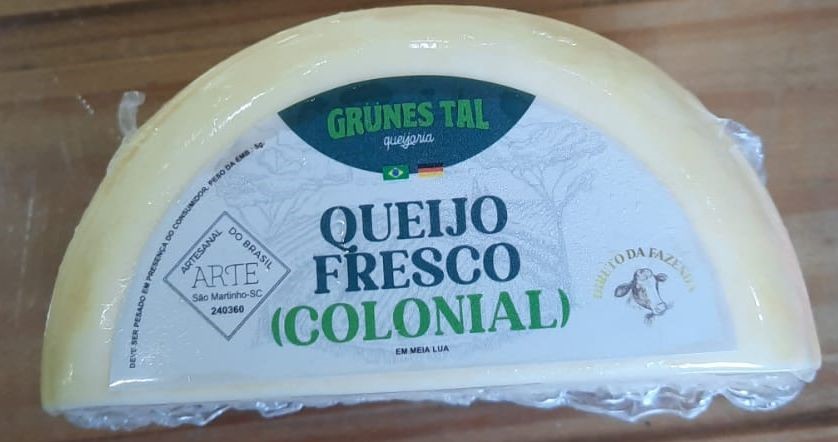 GRÜNES TAL
queijaria
QUEIJO
FRESCO
(COLONIAL)
EM MEIA LUA
DEVE SER PESADO EM PRESENÇA DO CONSUMIDOR. PESO DA EMB.: 5g.
ARTESANAL
DO BRASIL
ARTE
São Martinho-SC
240360
DIRETO DA FAZENDA